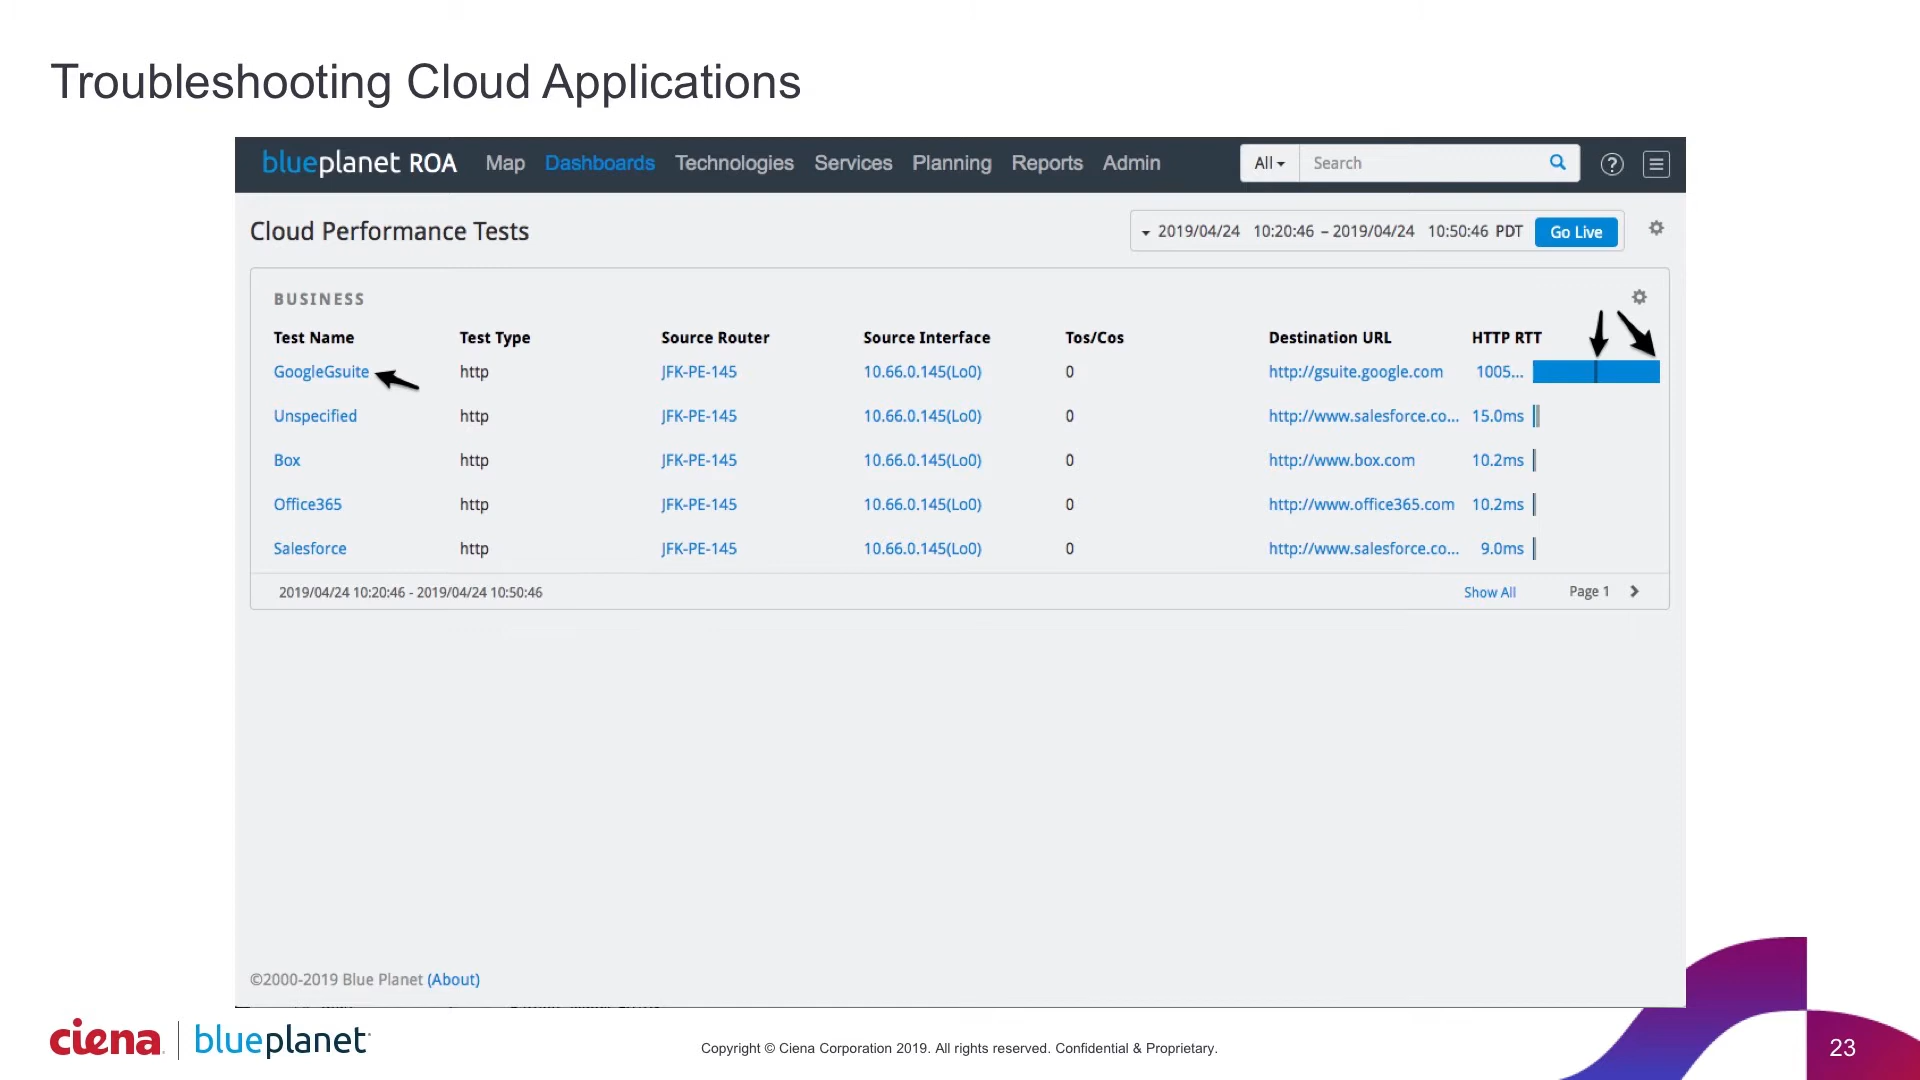 Troubleshooting Cloud Applications
blueplanet ROA Map Dashboards Technologies Services Planning Reports Admin All Search ?
Cloud Performance Tests 2019/04/24 10:20:46 – 2019/04/24 10:50:46 PDT Go Live
BUSINESS
Test Name Test Type Source Router Source Interface Tos/Cos Destination URL HTTP RTT
GoogleGsuite http JFK-PE-145 10.66.0.145(Lo0) 0 http://gsuite.google.com 1005...
Unspecified http JFK-PE-145 10.66.0.145(Lo0) 0 http://www.salesforce.co... 15.0ms
Box http JFK-PE-145 10.66.0.145(Lo0) 0 http://www.box.com 10.2ms
Office365 http JFK-PE-145 10.66.0.145(Lo0) 0 http://www.office365.com 10.2ms
Salesforce http JFK-PE-145 10.66.0.145(Lo0) 0 http://www.salesforce.co... 9.0ms
2019/04/24 10:20:46 - 2019/04/24 10:50:46 Show All Page 1
©2000-2019 Blue Planet (About)
ciena blueplanet
Copyright © Ciena Corporation 2019. All rights reserved. Confidential & Proprietary.
23